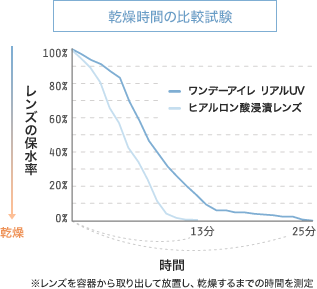 乾燥時間の比較試験
100%
80%
60%
40%
20%
0%
レンズの保水率
乾燥
ワンデーアイレ リアルUV
ヒアルロン酸浸漬レンズ
13分
25分
時間
※レンズを容器から取り出して放置し、乾燥するまでの時間を測定